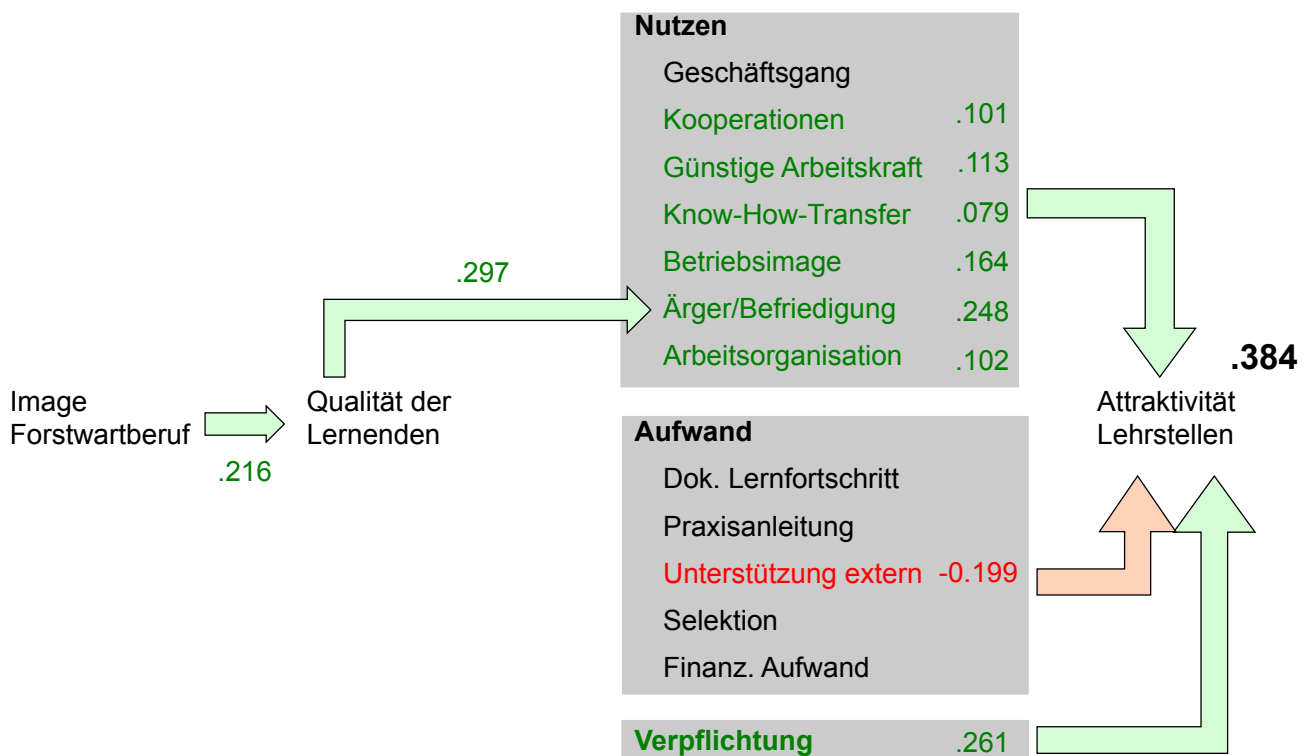 Nutzen
Geschäftsgang
Kooperationen .101
Günstige Arbeitskraft .113
Know-How-Transfer .079
Betriebsimage .164
Ärger/Befriedigung .248
Arbeitsorganisation .102
.297
Image
Forstwartberuf
.216
Qualität der
Lernenden
.384
Attraktivität
Lehrstellen
Aufwand
Dok. Lernfortschritt
Praxisanleitung
Unterstützung extern -0.199
Selektion
Finanz. Aufwand
Verpflichtung .261